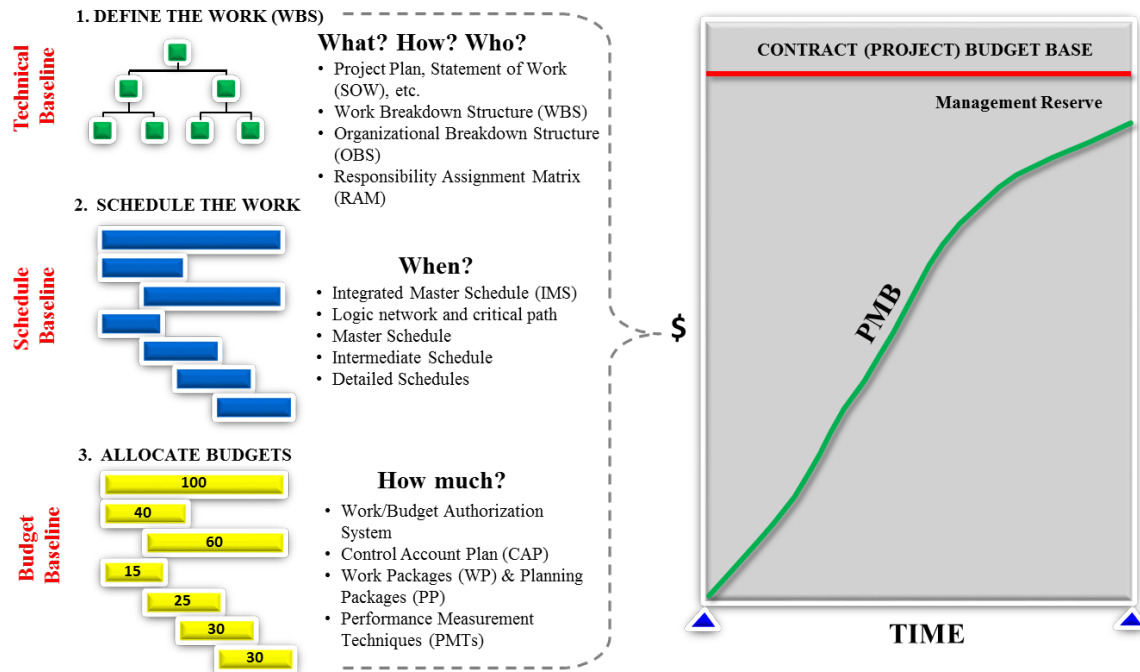 1. DEFINE THE WORK (WBS)
Technical
Baseline
What? How? Who?
• Project Plan, Statement of Work
(SOW), etc.
• Work Breakdown Structure (WBS)
• Organizational Breakdown Structure
(OBS)
• Responsibility Assignment Matrix
(RAM)
2. SCHEDULE THE WORK
Schedule
Baseline
When?
• Integrated Master Schedule (IMS)
• Logic network and critical path
• Master Schedule
• Intermediate Schedule
• Detailed Schedules
3. ALLOCATE BUDGETS
Budget
Baseline
100
40
60
15
25
30
30
How much?
• Work/Budget Authorization
System
• Control Account Plan (CAP)
• Work Packages (WP) & Planning
Packages (PP)
• Performance Measurement
Techniques (PMTs)
$
CONTRACT (PROJECT) BUDGET BASE
Management Reserve
PMB
TIME